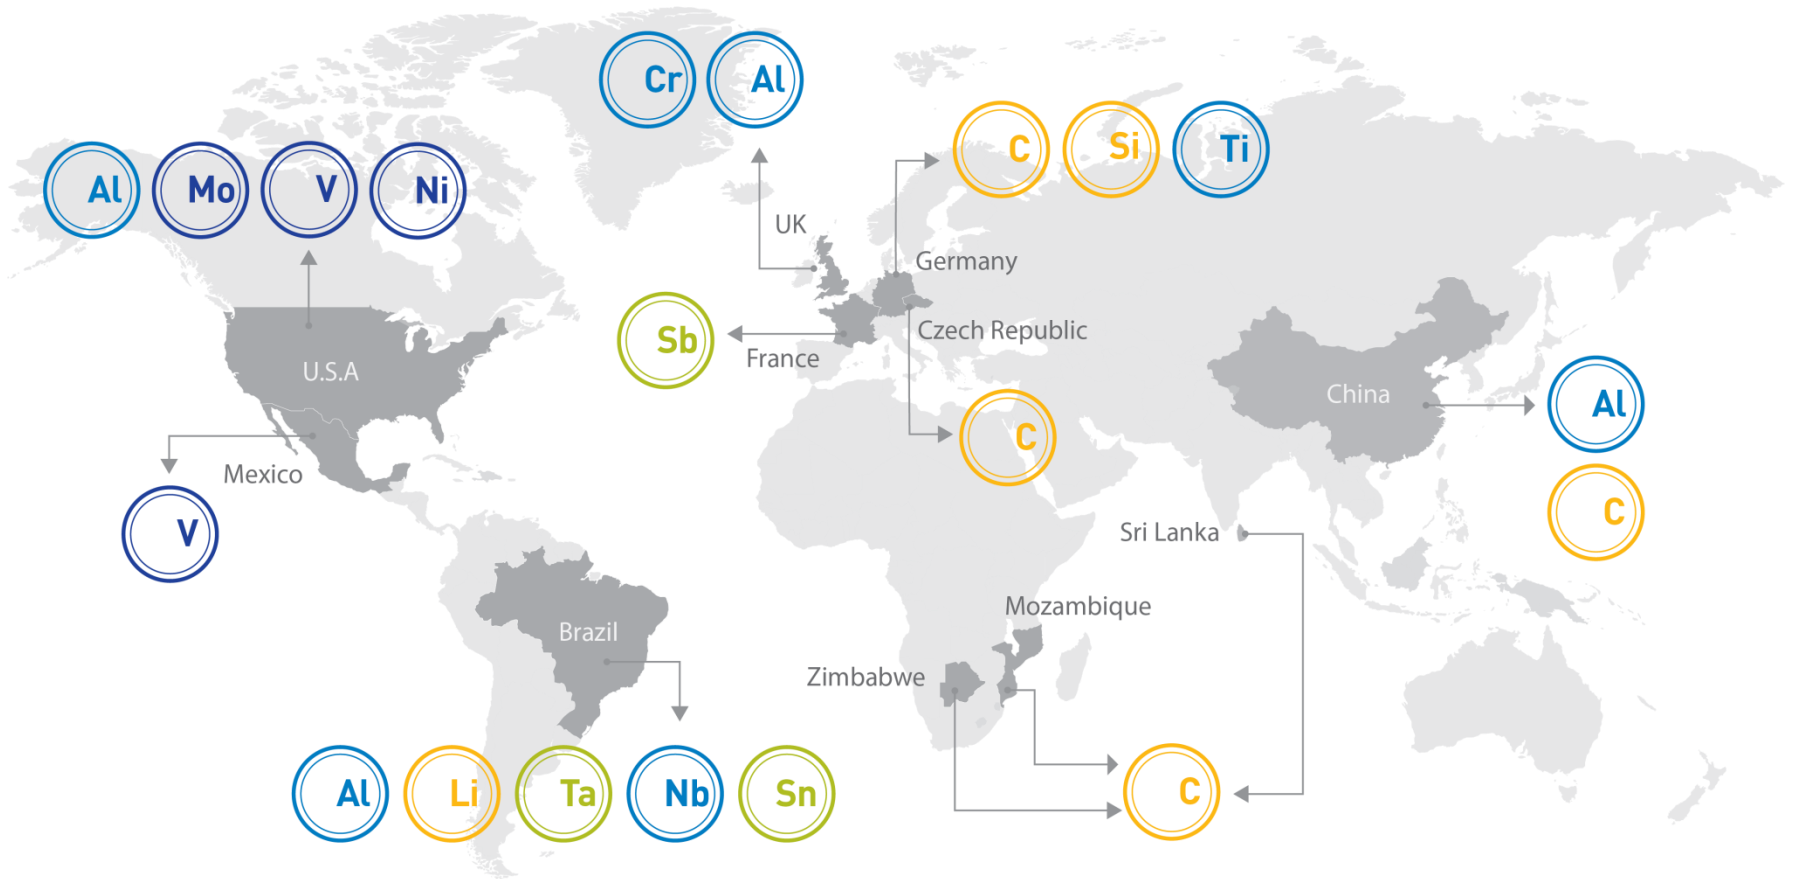 Cr Al
C Si Ti
Al Mo V Ni
UK
Germany
Sb
Czech Republic
France
U.S.A
China
Al
C
Mexico
C
V
Sri Lanka
Mozambique
Brazil
Zimbabwe
Al Li Ta Nb Sn
C